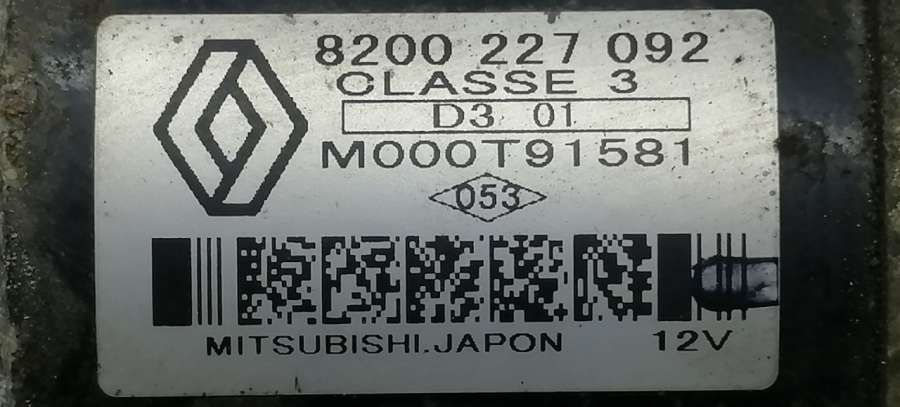 8200 227 092
CLASSE 3
D3 01
M000T91581
053
MITSUBISHI.JAPON 12V